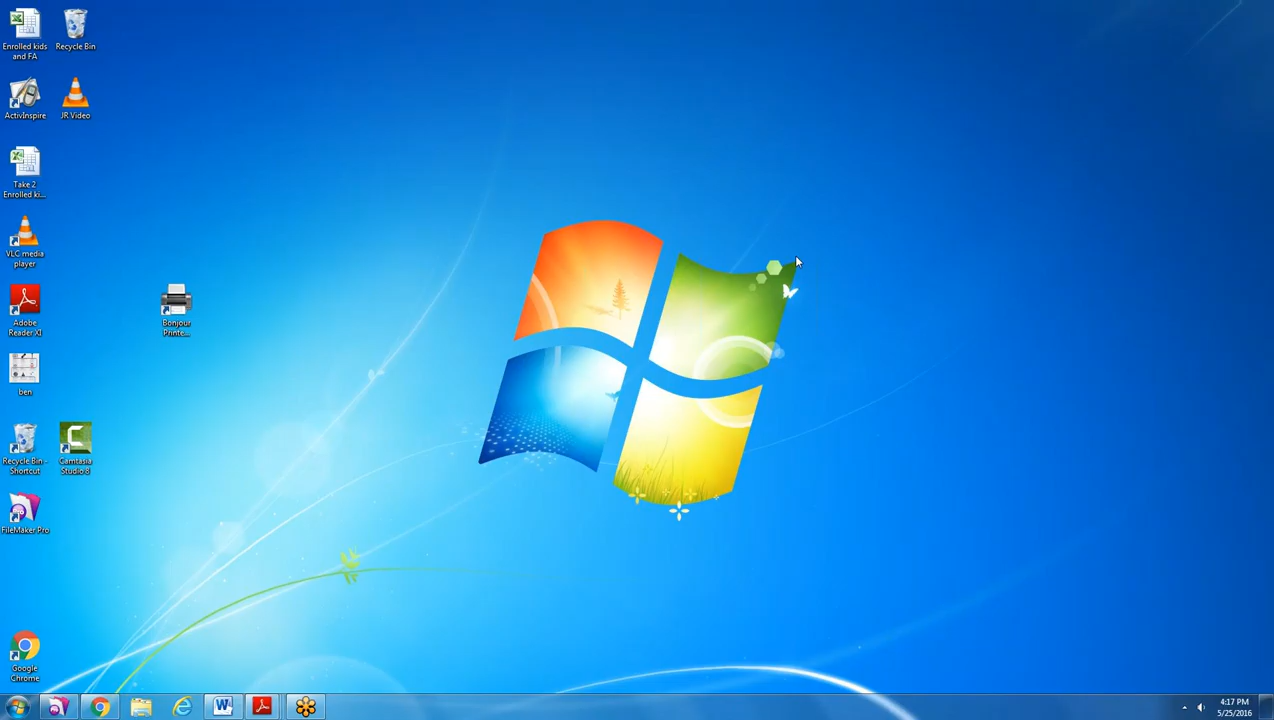 Enrolled kids
and FA
Recycle Bin
ActivInspire
JR Video
Take 2
Enrolled ki...
VLC media
player
Adobe
Reader XI
Bonjour
Printe...
ben
Recycle Bin -
Shortcut
Camtasia
Studio 8
FileMaker Pro
Google
Chrome
4:17 PM
5/25/2016